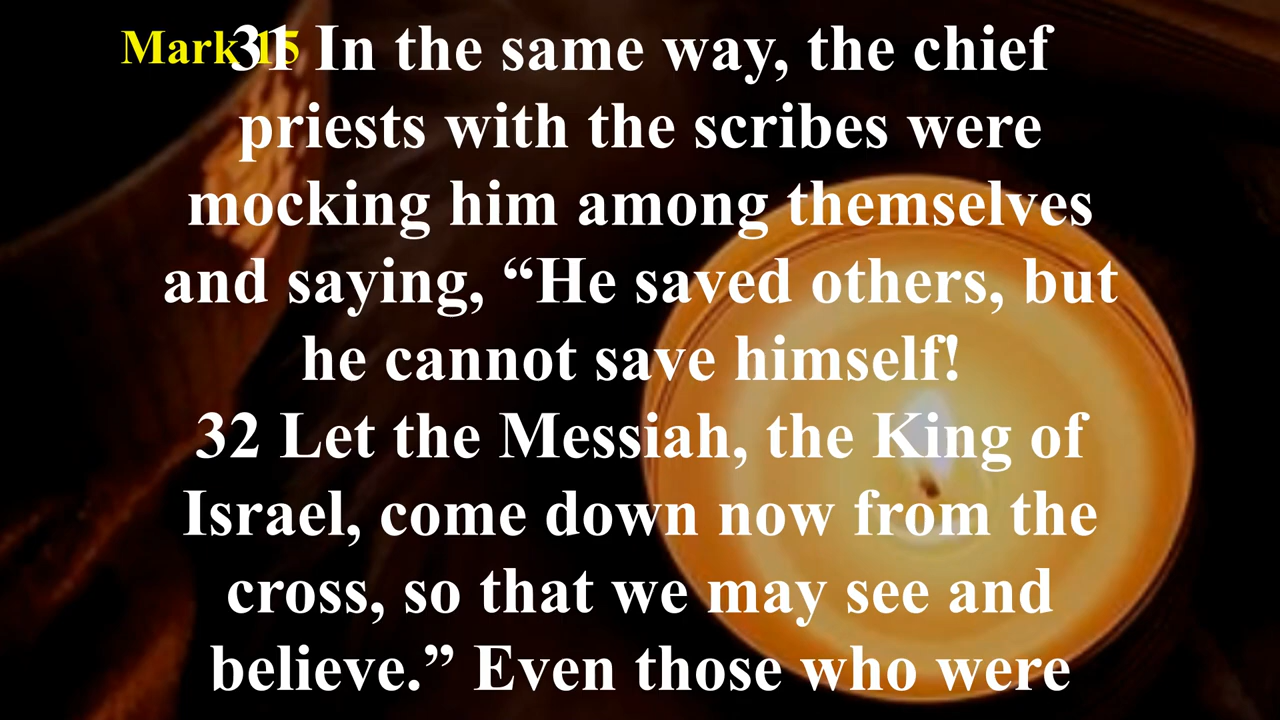 Mark 15
31 In the same way, the chief
priests with the scribes were
mocking him among themselves
and saying, “He saved others, but
he cannot save himself!
32 Let the Messiah, the King of
Israel, come down now from the
cross, so that we may see and
believe.” Even those who were